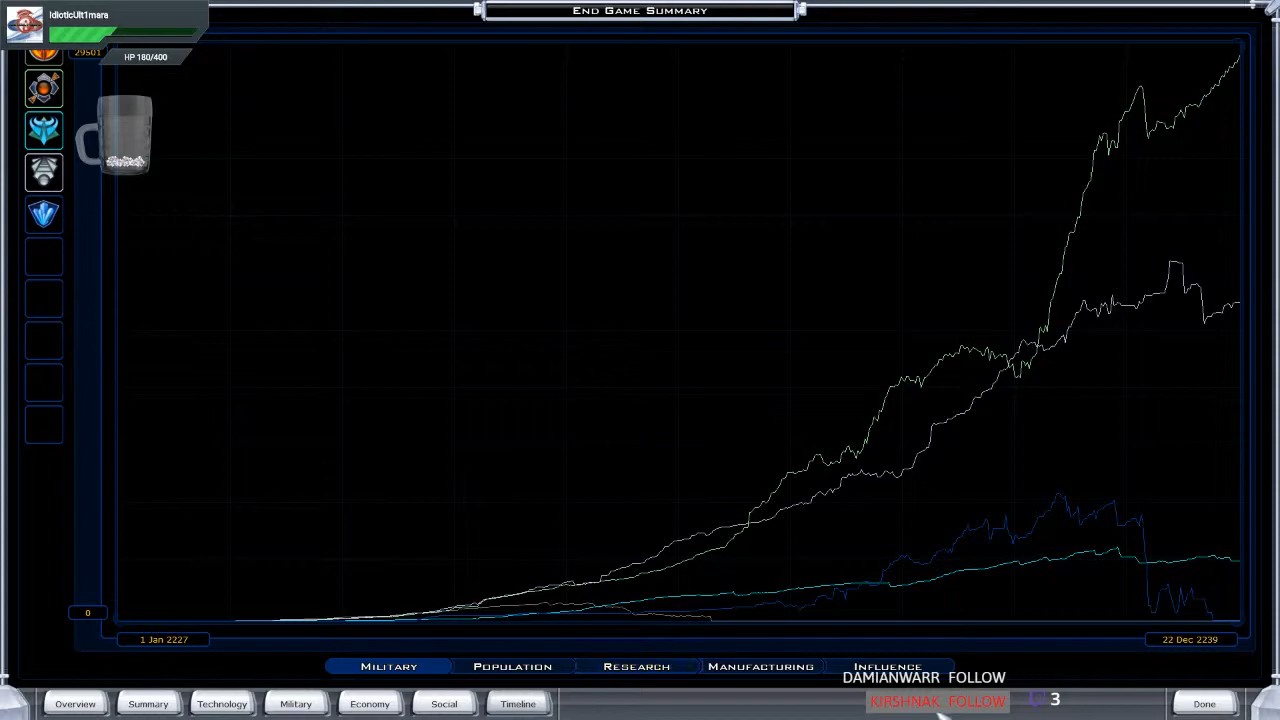 IdioticUlt1mara
END GAME SUMMARY
29501
HP 180/400
0
1 Jan 2227
22 Dec 2239
MILITARY
POPULATION
RESEARCH
MANUFACTURING
INFLUENCE
DAMIANWARR FOLLOW
KIRSHNAK FOLLOW
3
Overview
Summary
Technology
Military
Economy
Social
Timeline
Done